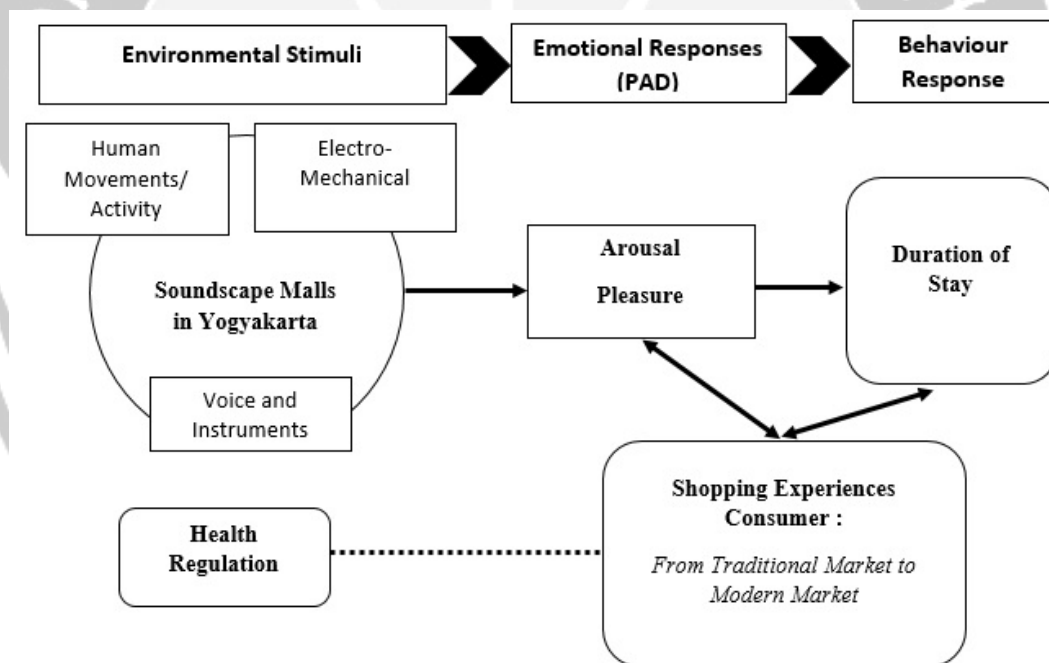 Environmental Stimuli
Emotional Responses
(PAD)
Behaviour
Response
Human
Movements/
Activity
Electro-
Mechanical
Soundscape Malls
in Yogyakarta
Voice and
Instruments
Arousal
Pleasure
Duration of
Stay
Health
Regulation
Shopping Experiences
Consumer :
From Traditional Market to
Modern Market